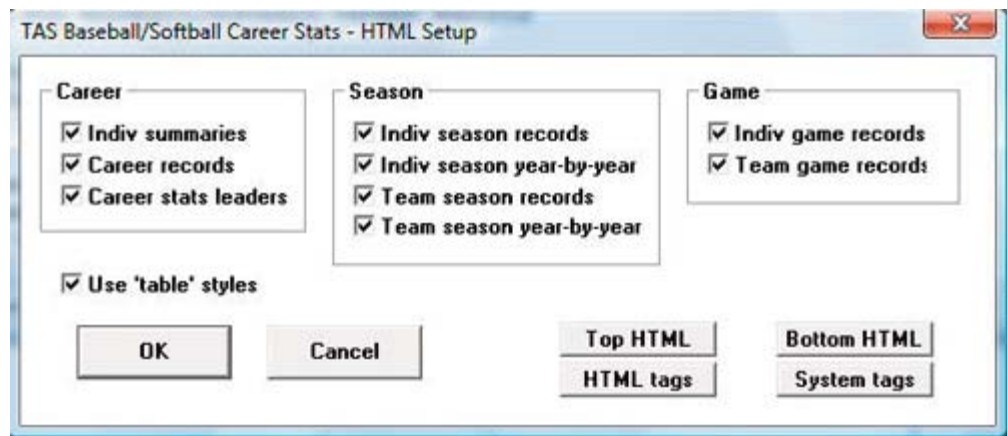 TAS Baseball/Softball Career Stats - HTML Setup
Career
Indiv summaries
Career records
Career stats leaders
Season
Indiv season records
Indiv season year-by-year
Team season records
Team season year-by-year
Game
Indiv game records
Team game records
Use 'table' styles
OK
Cancel
Top HTML
Bottom HTML
HTML tags
System tags